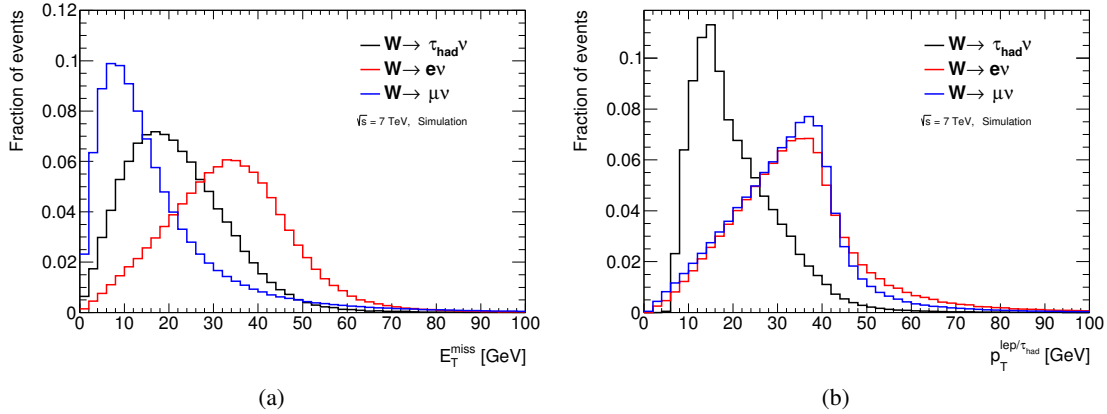 Fraction of events
0.12
0.1
0.08
0.06
0.04
0.02
0
W→ τ_had ν
W→ eν
W→ μν
√s = 7 TeV, Simulation
0 10 20 30 40 50 60 70 80 90 100
E_T^miss [GeV]
(a)
Fraction of events
0.1
0.08
0.06
0.04
0.02
0
W→ τ_had ν
W→ eν
W→ μν
√s = 7 TeV, Simulation
0 10 20 30 40 50 60 70 80 90 100
p_T^lep/τ_had [GeV]
(b)